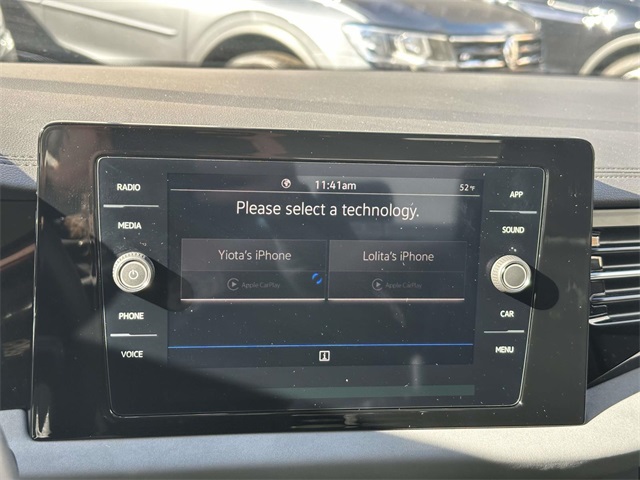 11:41am
52°F
Please select a technology.
Yiota's iPhone
Lolita's iPhone
Apple CarPlay
Apple CarPlay
RADIO
MEDIA
PHONE
VOICE
APP
SOUND
CAR
MENU